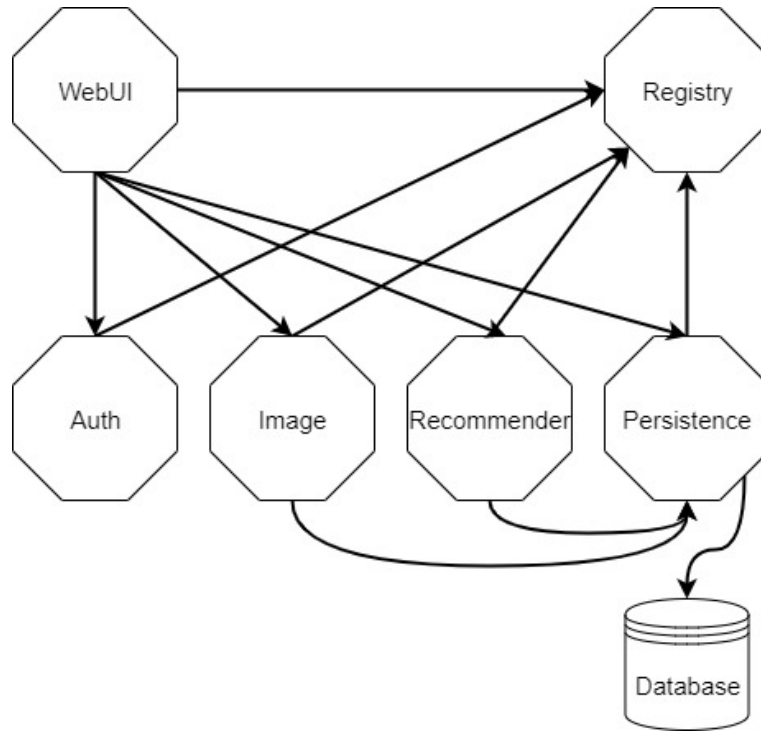 WebUI
Registry
Auth
Image
Recommender
Persistence
Database